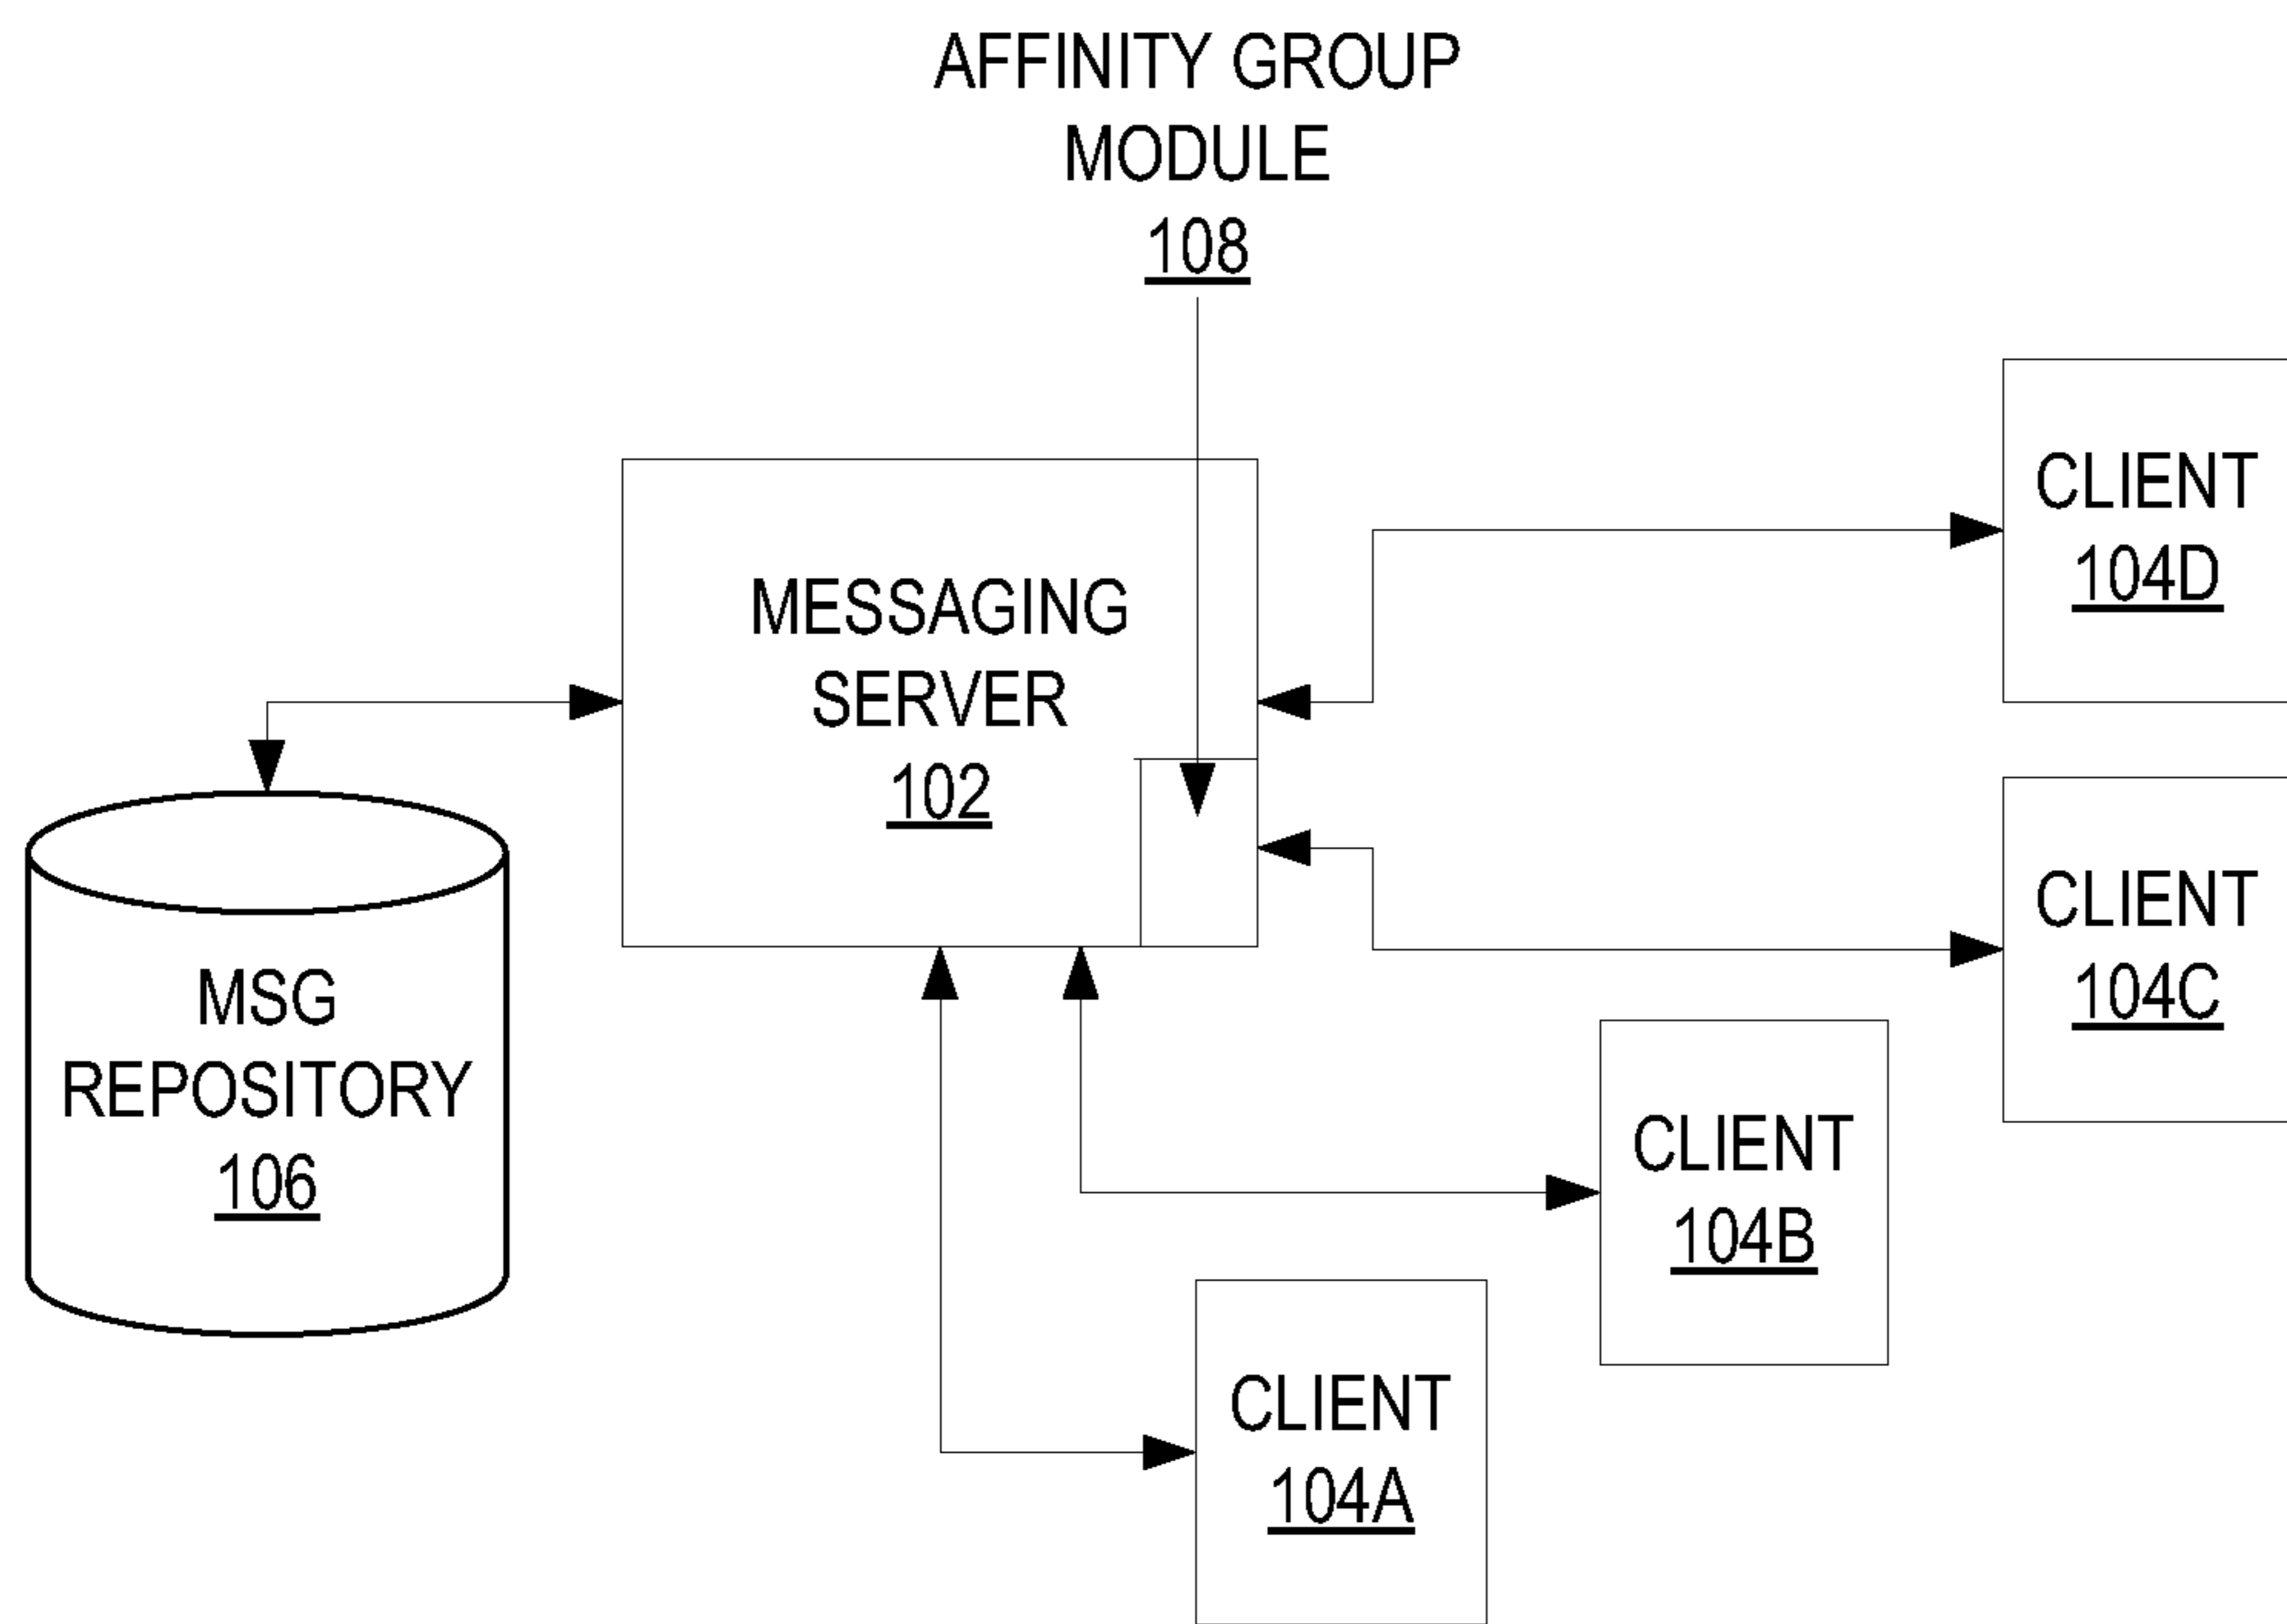 AFFINITY GROUP
MODULE
108
MESSAGING
SERVER
102
CLIENT
104D
CLIENT
104C
MSG
REPOSITORY
106
CLIENT
104B
CLIENT
104A